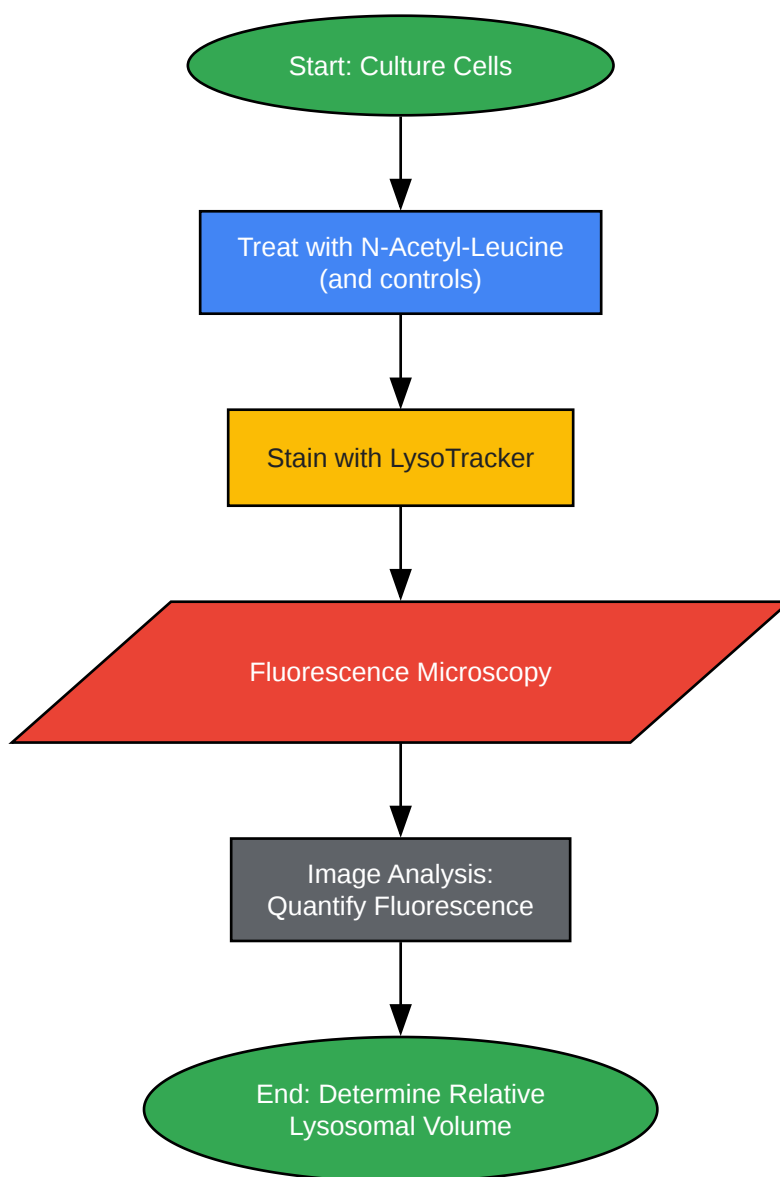 Start: Culture Cells
Treat with N-Acetyl-Leucine
(and controls)
Stain with LysoTracker
Fluorescence Microscopy
Image Analysis:
Quantify Fluorescence
End: Determine Relative
Lysosomal Volume